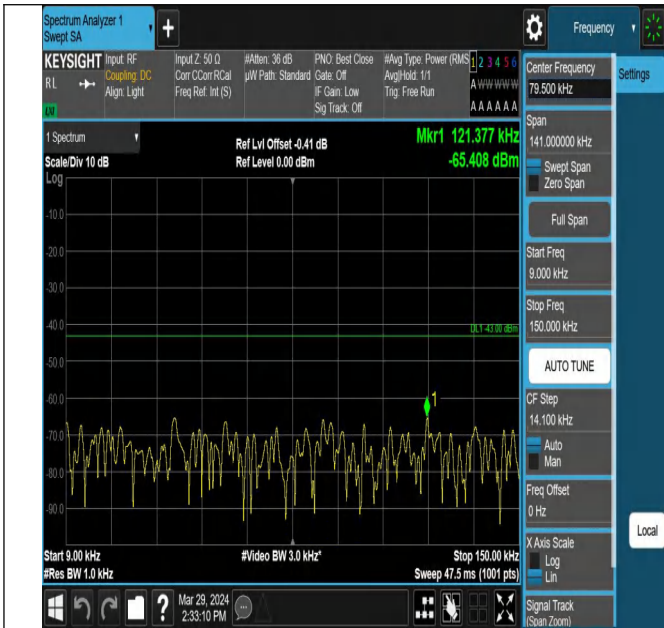 Spectrum Analyzer 1
Swept SA
+
Frequency
KEYSIGHT
RL
LXI
Input: RF
Coupling: DC
Align: Light
Input Z: 50 Ω
Corr CCorr RCal
Freq Ref: Int (S)
#Atten: 36 dB
µW Path: Standard
PNO: Best Close
Gate: Off
IF Gain: Low
Sig Track: Off
#Avg Type: Power (RMS
Avg|Hold: 1/1
Trig: Free Run
1 2 3 4 5 6
A W W W W W
A A A A A A
Center Frequency
79.500 kHz
Settings
Span
141.000000 kHz
Swept Span
Zero Span
Full Span
Start Freq
9.000 kHz
Stop Freq
150.000 kHz
AUTO TUNE
CF Step
14.100 kHz
Auto
Man
Freq Offset
0 Hz
X Axis Scale
Log
Lin
Signal Track
(Span Zoom)
Local
1 Spectrum
Scale/Div 10 dB
Log
Ref Lvl Offset -0.41 dB
Ref Level 0.00 dBm
Mkr1 121.377 kHz
-65.408 dBm
-10.0
-20.0
-30.0
-40.0
DL1 -43.00 dBm
-50.0
-60.0
1
-70.0
-80.0
-90.0
Start 9.00 kHz
#Res BW 1.0 kHz
#Video BW 3.0 kHz*
Stop 150.00 kHz
Sweep 47.5 ms (1001 pts)
?
Mar 29, 2024
2:33:10 PM